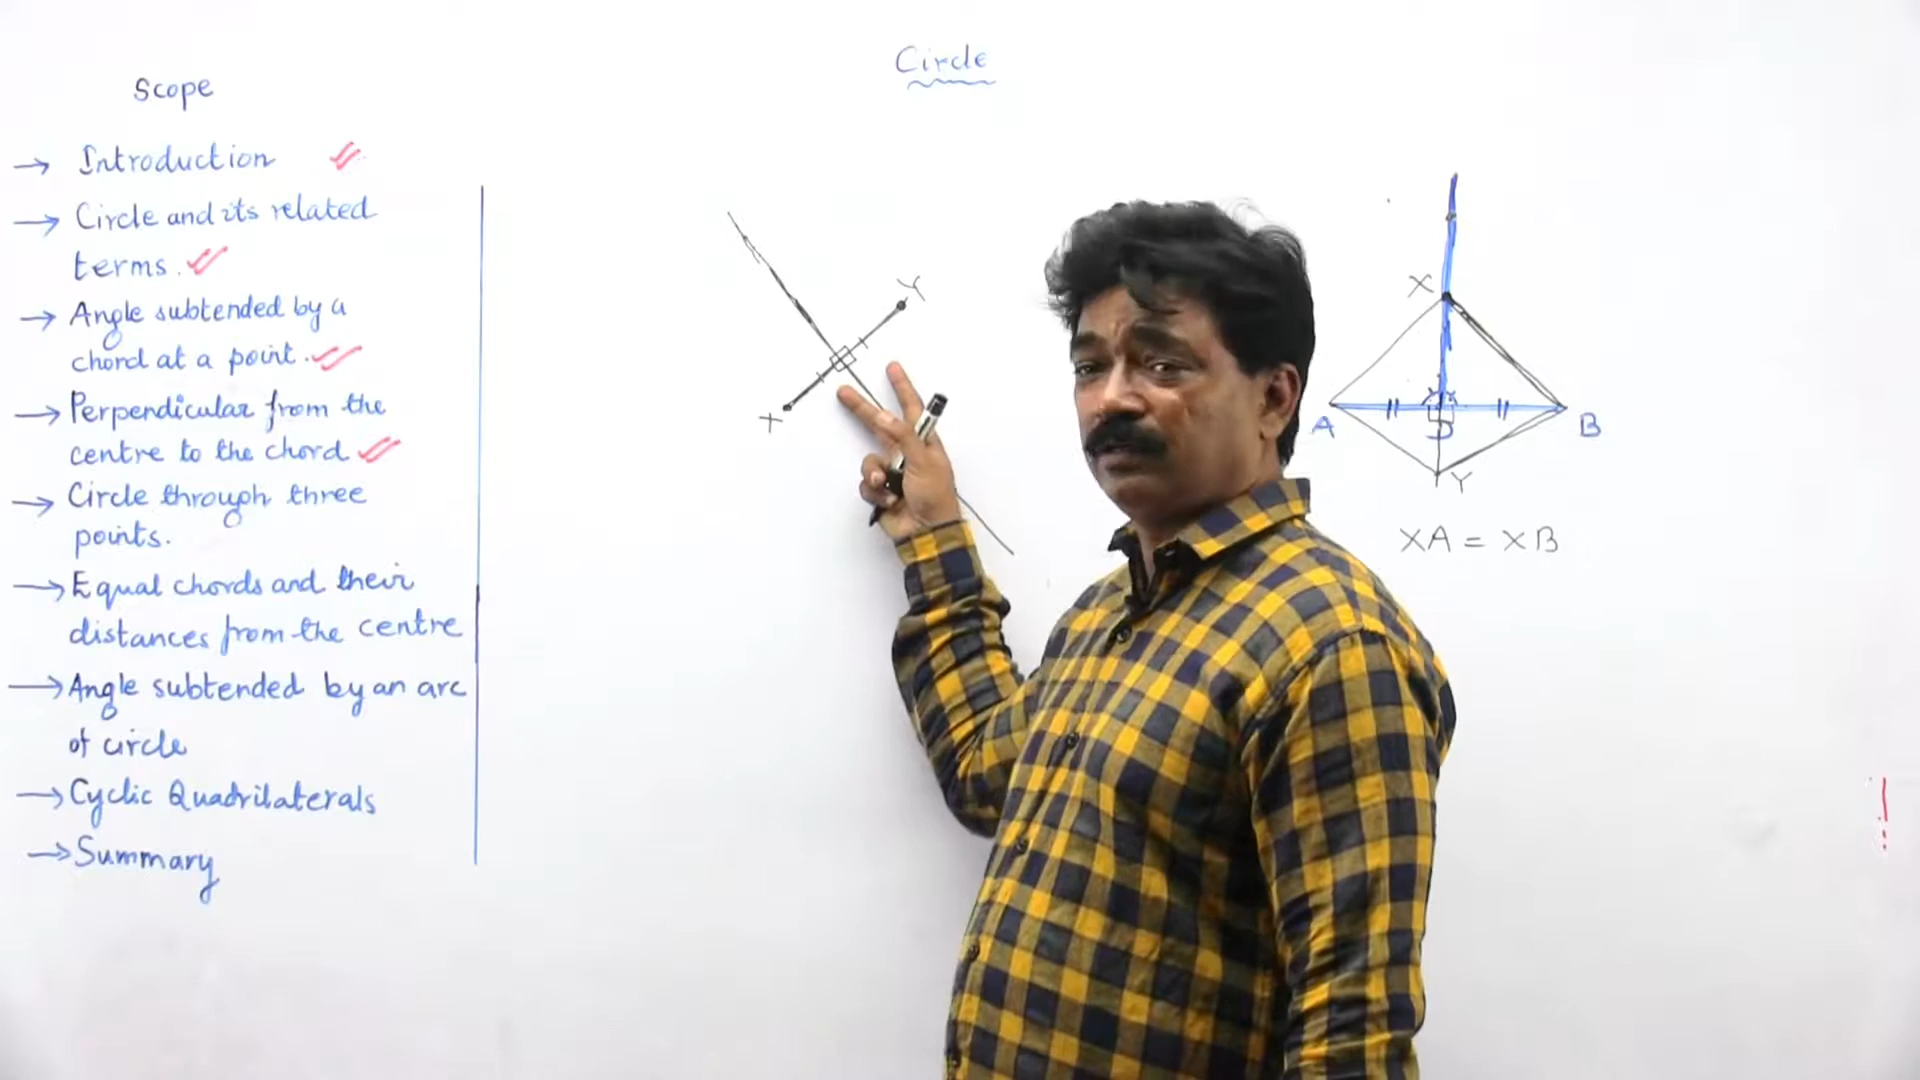 Circle
Scope
→ Introduction
→ Circle and its related
terms.
→ Angle subtended by a
chord at a point.
→ Perpendicular from the
centre to the chord
→ Circle through three
points.
→ Equal chords and their
distances from the centre
→ Angle subtended by an arc
of circle
→ Cyclic Quadrilaterals
→ Summary
Y
X
X
A
D
B
Y
XA = XB